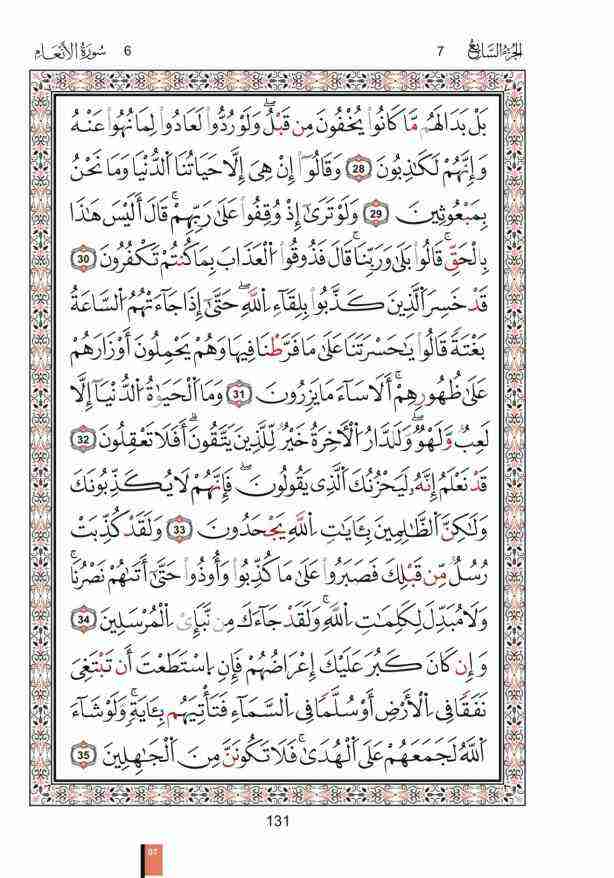 الجزء السابع 7 6 سورة الأنعام
بَلْ بَدَا لَهُم مَّا كَانُوا۟ يُخْفُونَ مِن قَبْلُ ۖ وَلَوْ رُدُّوا۟ لَعَادُوا۟ لِمَا نُهُوا۟ عَنْهُ
وَإِنَّهُمْ لَكَـٰذِبُونَ 28 وَقَالُوٓا۟ إِنْ هِىَ إِلَّا حَيَاتُنَا ٱلدُّنْيَا وَمَا نَحْنُ
بِمَبْعُوثِينَ 29 وَلَوْ تَرَىٰٓ إِذْ وُقِفُوا۟ عَلَىٰ رَبِّهِمْ ۚ قَالَ أَلَيْسَ هَـٰذَا
بِالْحَقِّ ۚ قَالُوا۟ بَلَىٰ وَرَبِّنَا ۚ قَالَ فَذُوقُوا۟ ٱلْعَذَابَ بِمَا كُنتُمْ تَكْفُرُونَ 30
قَدْ خَسِرَ ٱلَّذِينَ كَذَّبُوا۟ بِلِقَآءِ ٱللَّهِ ۖ حَتَّىٰٓ إِذَا جَآءَتْهُمُ ٱلسَّاعَةُ
بَغْتَةً قَالُوا۟ يَـٰحَسْرَتَنَا عَلَىٰ مَا فَرَّطْنَا فِيهَا وَهُمْ يَحْمِلُونَ أَوْزَارَهُمْ
عَلَىٰ ظُهُورِهِمْ ۚ أَلَا سَآءَ مَا يَزِرُونَ 31 وَمَا ٱلْحَيَوٰةُ ٱلدُّنْيَآ إِلَّا
لَعِبٌ وَلَهْوٌ ۖ وَلَلدَّارُ ٱلْـَٔاخِرَةُ خَيْرٌ لِّلَّذِينَ يَتَّقُونَ ۗ أَفَلَا تَعْقِلُونَ 32
قَدْ نَعْلَمُ إِنَّهُۥ لَيَحْزُنُكَ ٱلَّذِى يَقُولُونَ ۖ فَإِنَّهُمْ لَا يُكَذِّبُونَكَ
وَلَـٰكِنَّ ٱلظَّـٰلِمِينَ بِـَٔايَـٰتِ ٱللَّهِ يَجْحَدُونَ 33 وَلَقَدْ كُذِّبَتْ
رُسُلٌ مِّن قَبْلِكَ فَصَبَرُوا۟ عَلَىٰ مَا كُذِّبُوا۟ وَأُوذُوا۟ حَتَّىٰٓ أَتَىٰهُمْ نَصْرُنَا ۚ
وَلَا مُبَدِّلَ لِكَلِمَـٰتِ ٱللَّهِ ۚ وَلَقَدْ جَآءَكَ مِن نَّبَإِى۟ ٱلْمُرْسَلِينَ 34
وَإِن كَانَ كَبُرَ عَلَيْكَ إِعْرَاضُهُمْ فَإِنِ ٱسْتَطَعْتَ أَن تَبْتَغِىَ
نَفَقًا فِى ٱلْأَرْضِ أَوْ سُلَّمًا فِى ٱلسَّمَآءِ فَتَأْتِيَهُم بِـَٔايَةٍ ۚ وَلَوْ شَآءَ
ٱللَّهُ لَجَمَعَهُمْ عَلَى ٱلْهُدَىٰ ۚ فَلَا تَكُونَنَّ مِنَ ٱلْجَـٰهِلِينَ 35
131
07